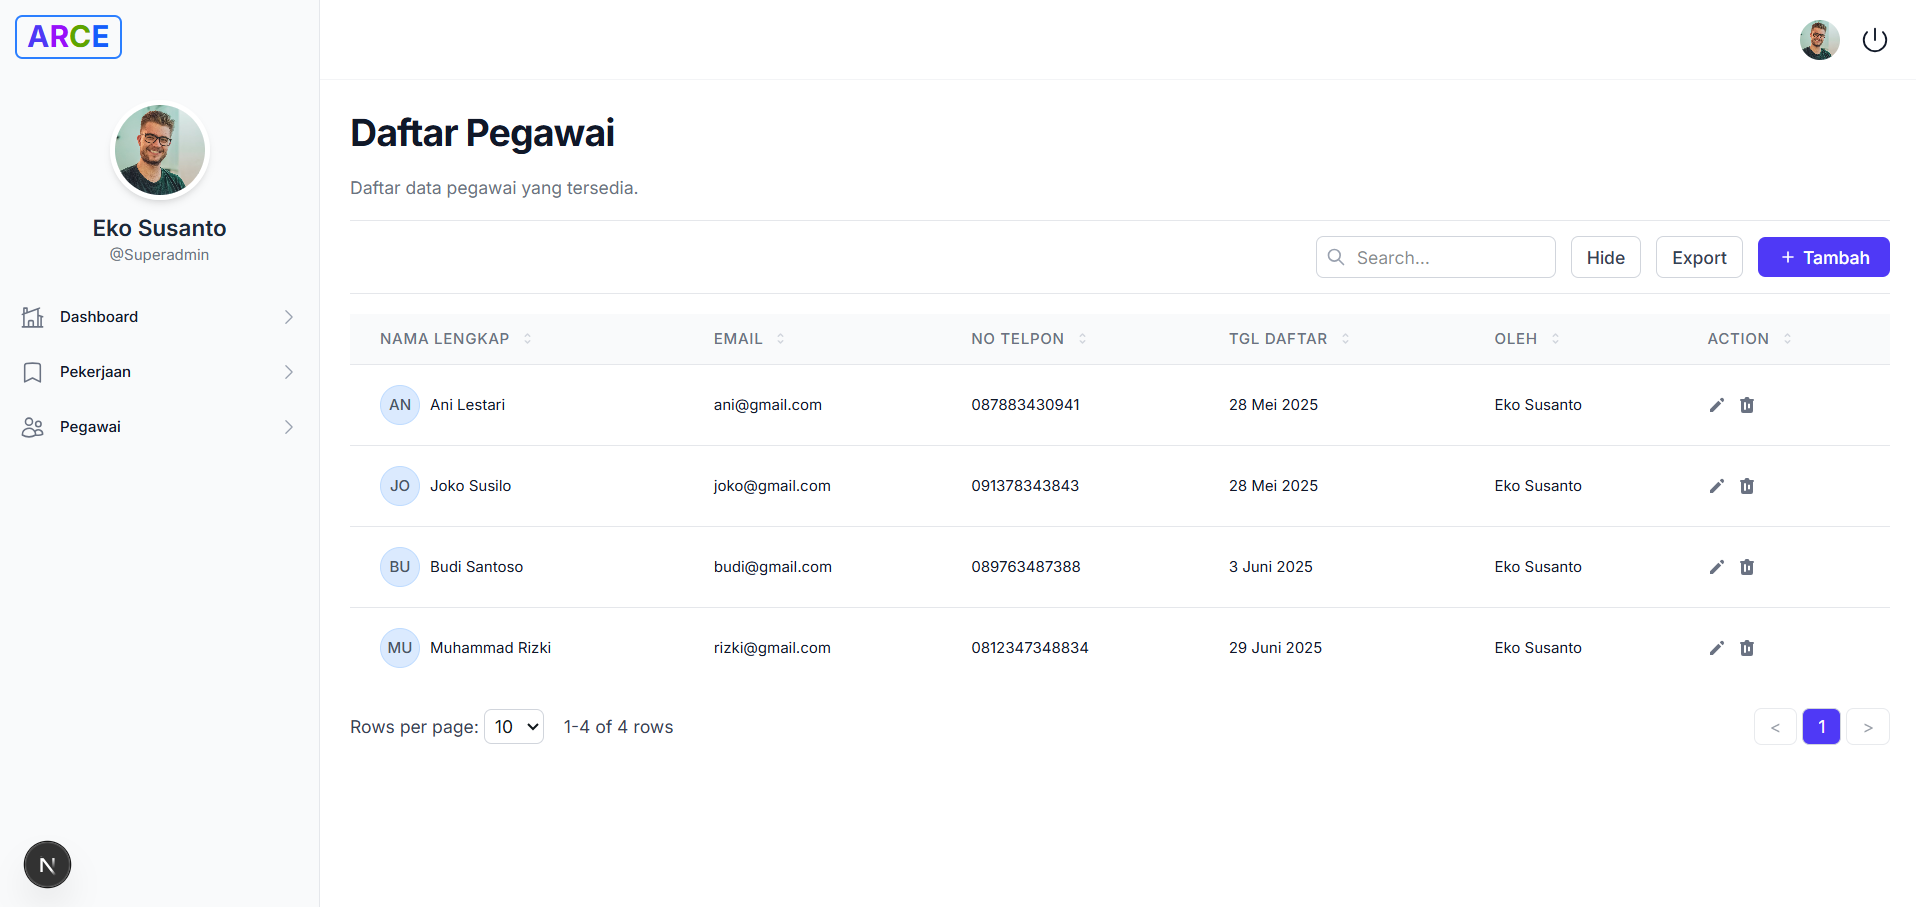 ARCE
Eko Susanto
@Superadmin
Dashboard
Pekerjaan
Pegawai
N
Daftar Pegawai
Daftar data pegawai yang tersedia.
Search...
Hide
Export
+ Tambah
NAMA LENGKAP EMAIL NO TELPON TGL DAFTAR OLEH ACTION
AN Ani Lestari ani@gmail.com 087883430941 28 Mei 2025 Eko Susanto
JO Joko Susilo joko@gmail.com 091378343843 28 Mei 2025 Eko Susanto
BU Budi Santoso budi@gmail.com 089763487388 3 Juni 2025 Eko Susanto
MU Muhammad Rizki rizki@gmail.com 0812347348834 29 Juni 2025 Eko Susanto
Rows per page: 10 1-4 of 4 rows
< 1 >